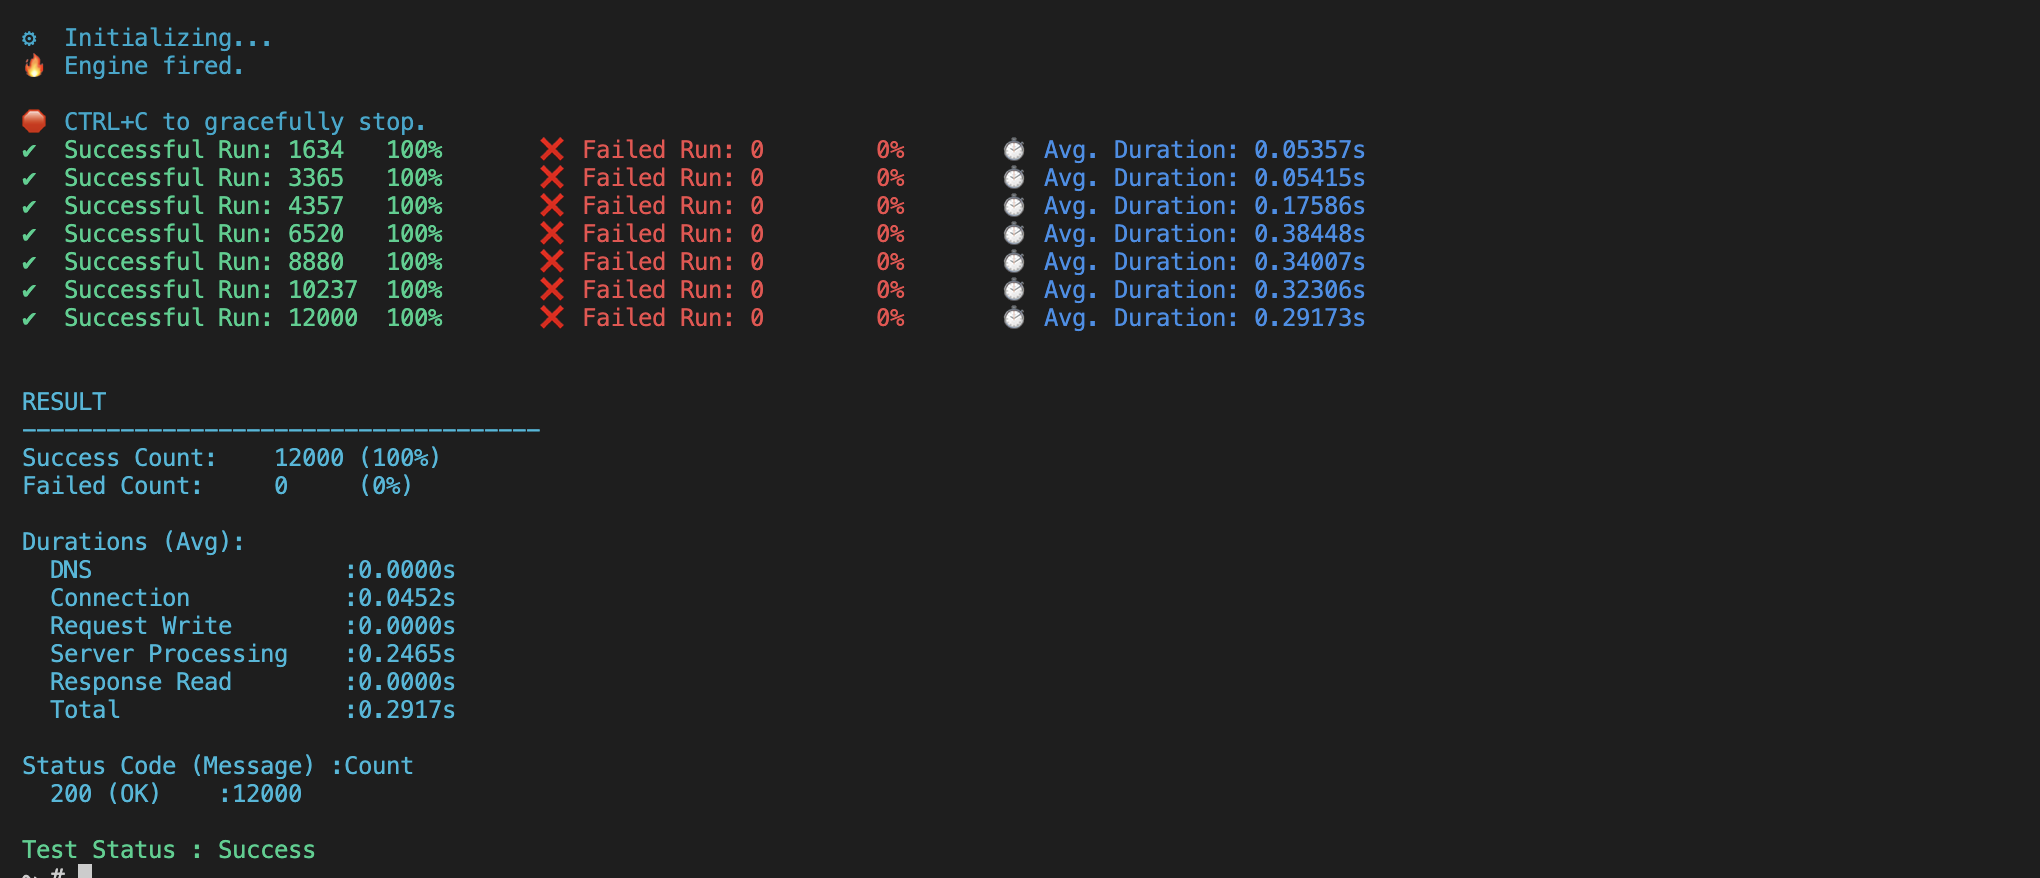 ⚙ Initializing...
🔥 Engine fired.
🛑 CTRL+C to gracefully stop.
✔ Successful Run: 1634 100% ❌ Failed Run: 0 0% ⏱ Avg. Duration: 0.05357s
✔ Successful Run: 3365 100% ❌ Failed Run: 0 0% ⏱ Avg. Duration: 0.05415s
✔ Successful Run: 4357 100% ❌ Failed Run: 0 0% ⏱ Avg. Duration: 0.17586s
✔ Successful Run: 6520 100% ❌ Failed Run: 0 0% ⏱ Avg. Duration: 0.38448s
✔ Successful Run: 8880 100% ❌ Failed Run: 0 0% ⏱ Avg. Duration: 0.34007s
✔ Successful Run: 10237 100% ❌ Failed Run: 0 0% ⏱ Avg. Duration: 0.32306s
✔ Successful Run: 12000 100% ❌ Failed Run: 0 0% ⏱ Avg. Duration: 0.29173s
RESULT
-------------------------------------
Success Count: 12000 (100%)
Failed Count: 0 (0%)
Durations (Avg):
DNS :0.0000s
Connection :0.0452s
Request Write :0.0000s
Server Processing :0.2465s
Response Read :0.0000s
Total :0.2917s
Status Code (Message) :Count
200 (OK) :12000
Test Status : Success
~ #